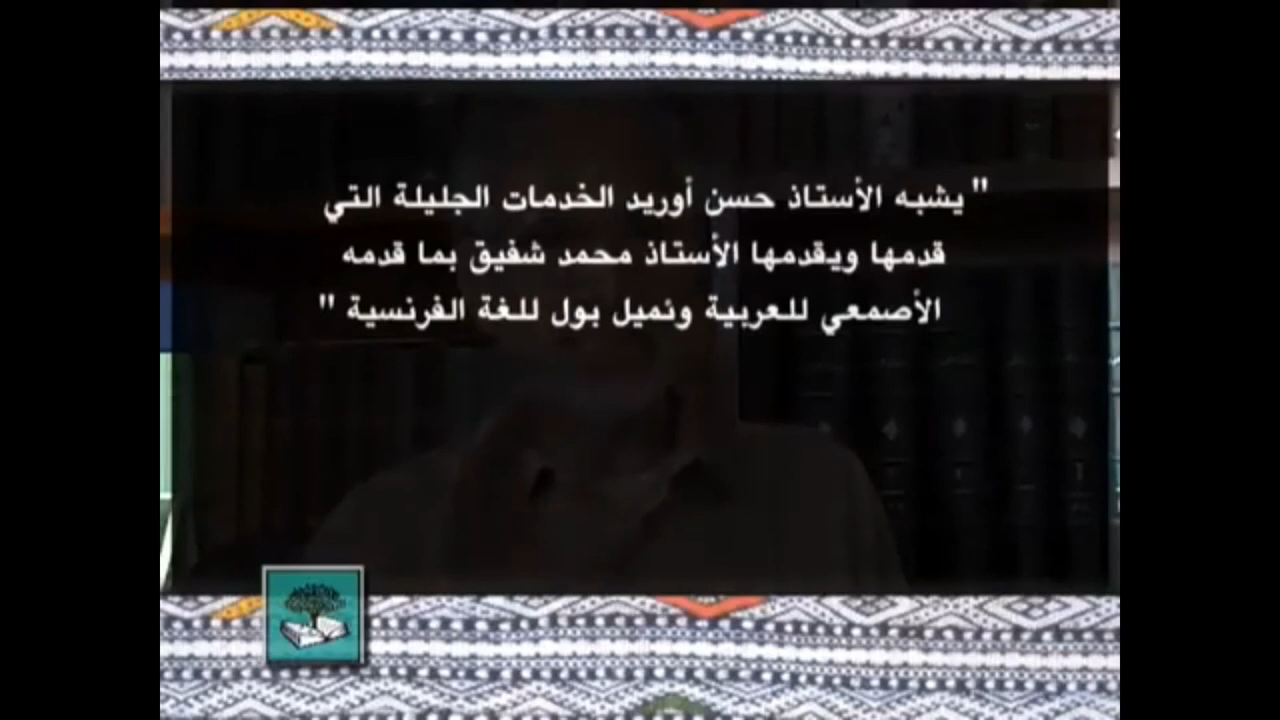 " يشبه الأستاذ حسن أوريد الخدمات الجليلة التي
قدمها ويقدمها الأستاذ محمد شفيق بما قدمه
الأصمعي للعربية وئميل بول للغة الفرنسية "